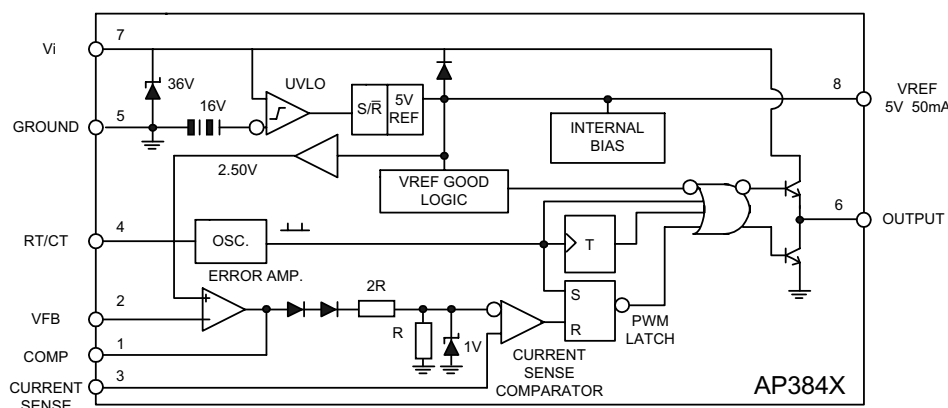 Vi
7
36V
16V
UVLO
S/R̅
5V
REF
8
VREF
5V 50mA
GROUND
5
INTERNAL
BIAS
2.50V
VREF GOOD
LOGIC
6
OUTPUT
RT/CT
4
OSC.
T
ERROR AMP.
2R
S
R
PWM
LATCH
VFB
2
R
1V
COMP
1
CURRENT
SENSE
COMPARATOR
CURRENT
SENSE
3
AP384X